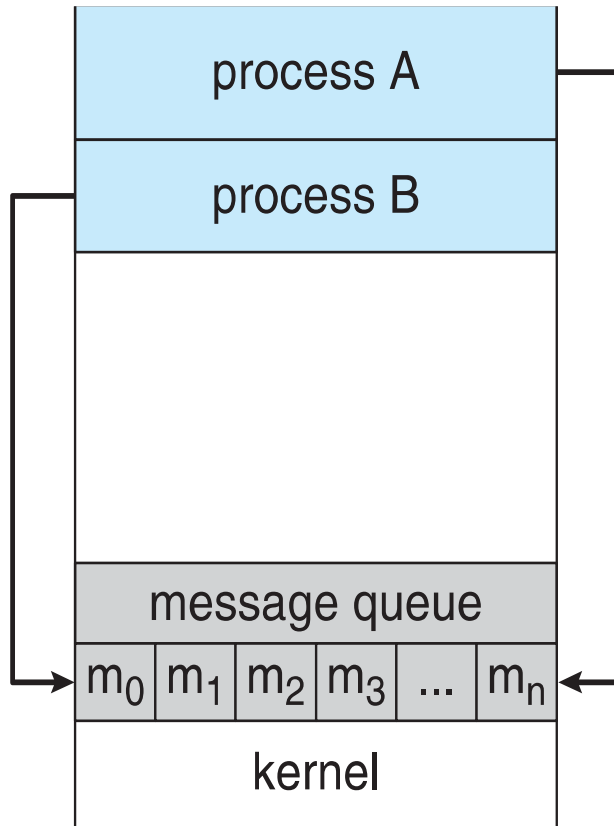 process A
process B
message queue
m₀ m₁ m₂ m₃ ... mₙ
kernel